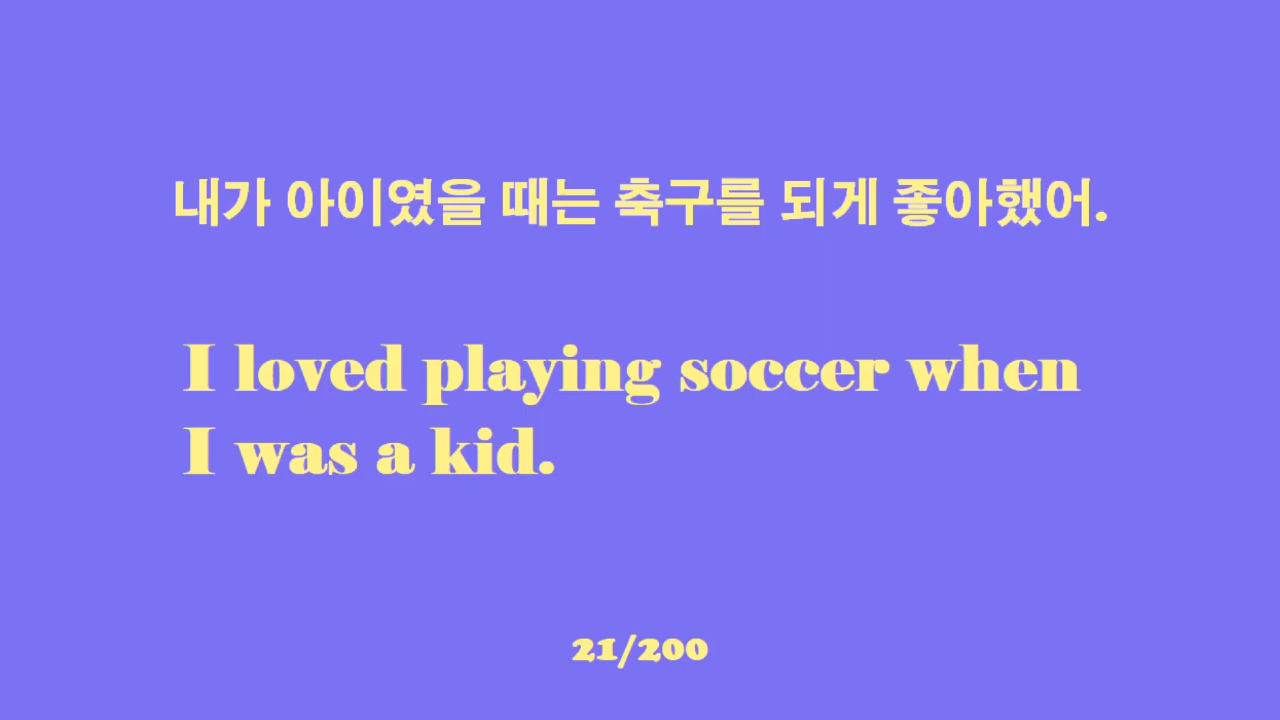 내가 아이였을 때는 축구를 되게 좋아했어.
I loved playing soccer when
I was a kid.
21/200